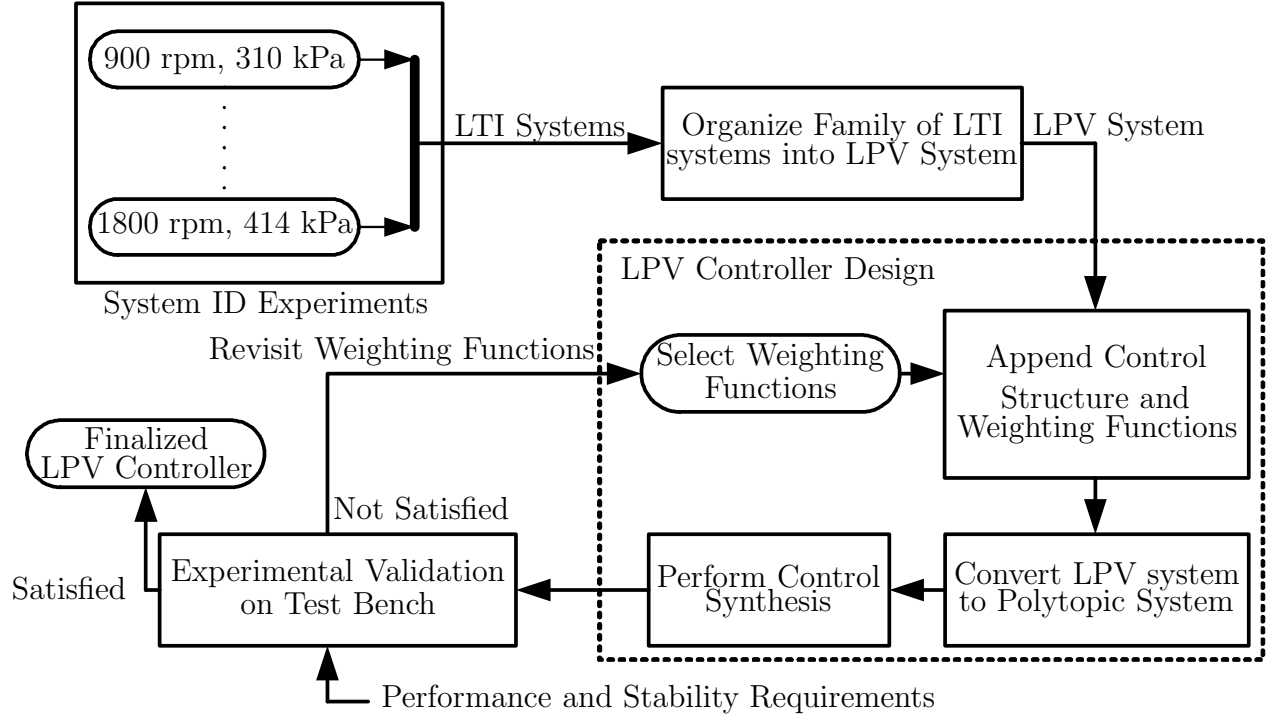 900 rpm, 310 kPa
1800 rpm, 414 kPa
System ID Experiments
LTI Systems
Organize Family of LTI
systems into LPV System
LPV System
LPV Controller Design
Revisit Weighting Functions
Select Weighting
Functions
Append Control
Structure and
Weighting Functions
Finalized
LPV Controller
Not Satisfied
Satisfied
Experimental Validation
on Test Bench
Perform Control
Synthesis
Convert LPV system
to Polytopic System
Performance and Stability Requirements